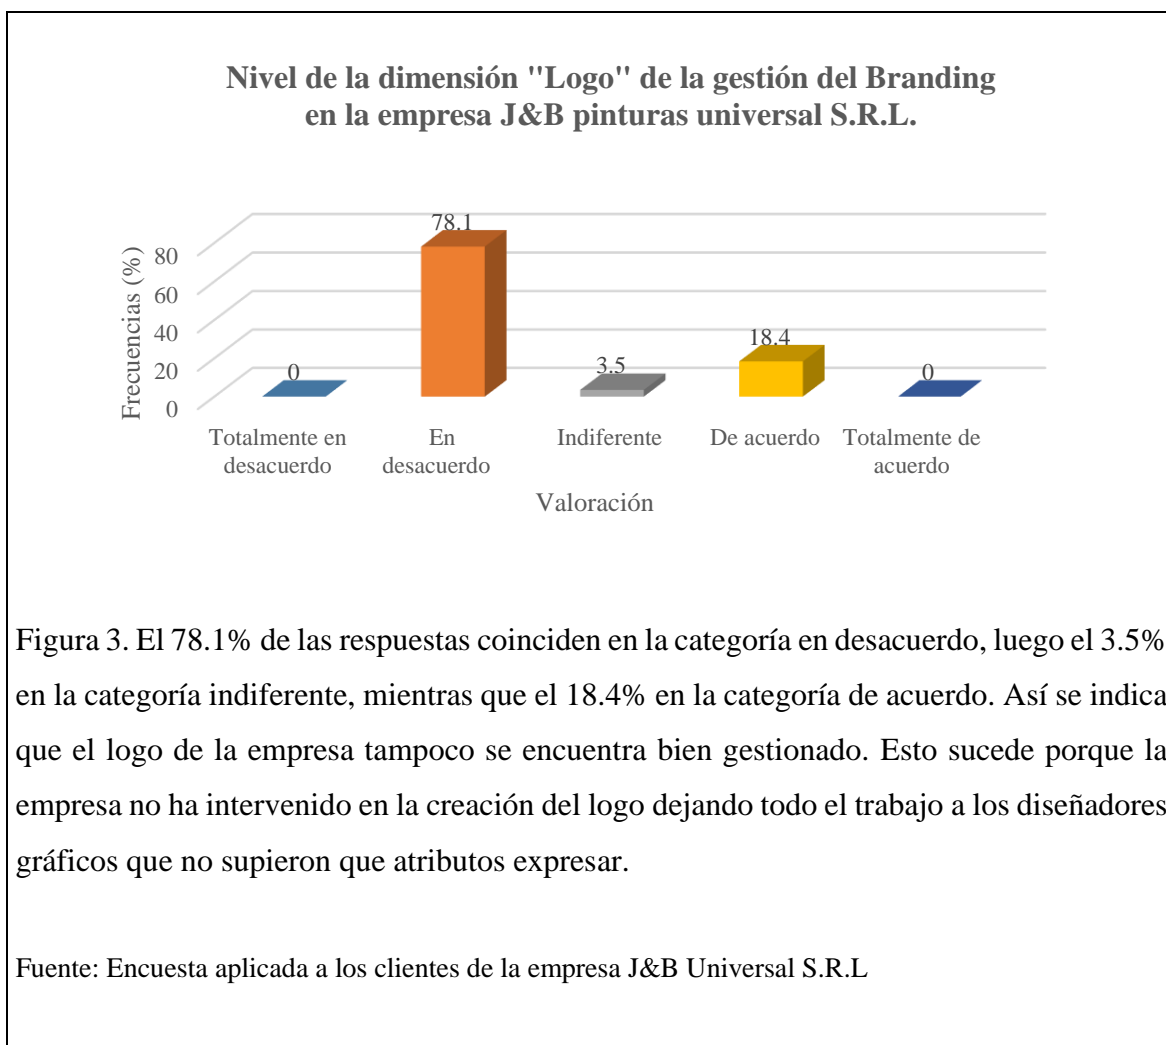 Nivel de la dimensión "Logo" de la gestión del Branding
en la empresa J&B pinturas universal S.R.L.
Frecuencias (%)
80
60
40
20
0
0
78.1
3.5
18.4
0
Totalmente en
desacuerdo
En
desacuerdo
Indiferente
De acuerdo
Totalmente de
acuerdo
Valoración
Figura 3. El 78.1% de las respuestas coinciden en la categoría en desacuerdo, luego el 3.5%
en la categoría indiferente, mientras que el 18.4% en la categoría de acuerdo. Así se indica
que el logo de la empresa tampoco se encuentra bien gestionado. Esto sucede porque la
empresa no ha intervenido en la creación del logo dejando todo el trabajo a los diseñadores
gráficos que no supieron que atributos expresar.
Fuente: Encuesta aplicada a los clientes de la empresa J&B Universal S.R.L